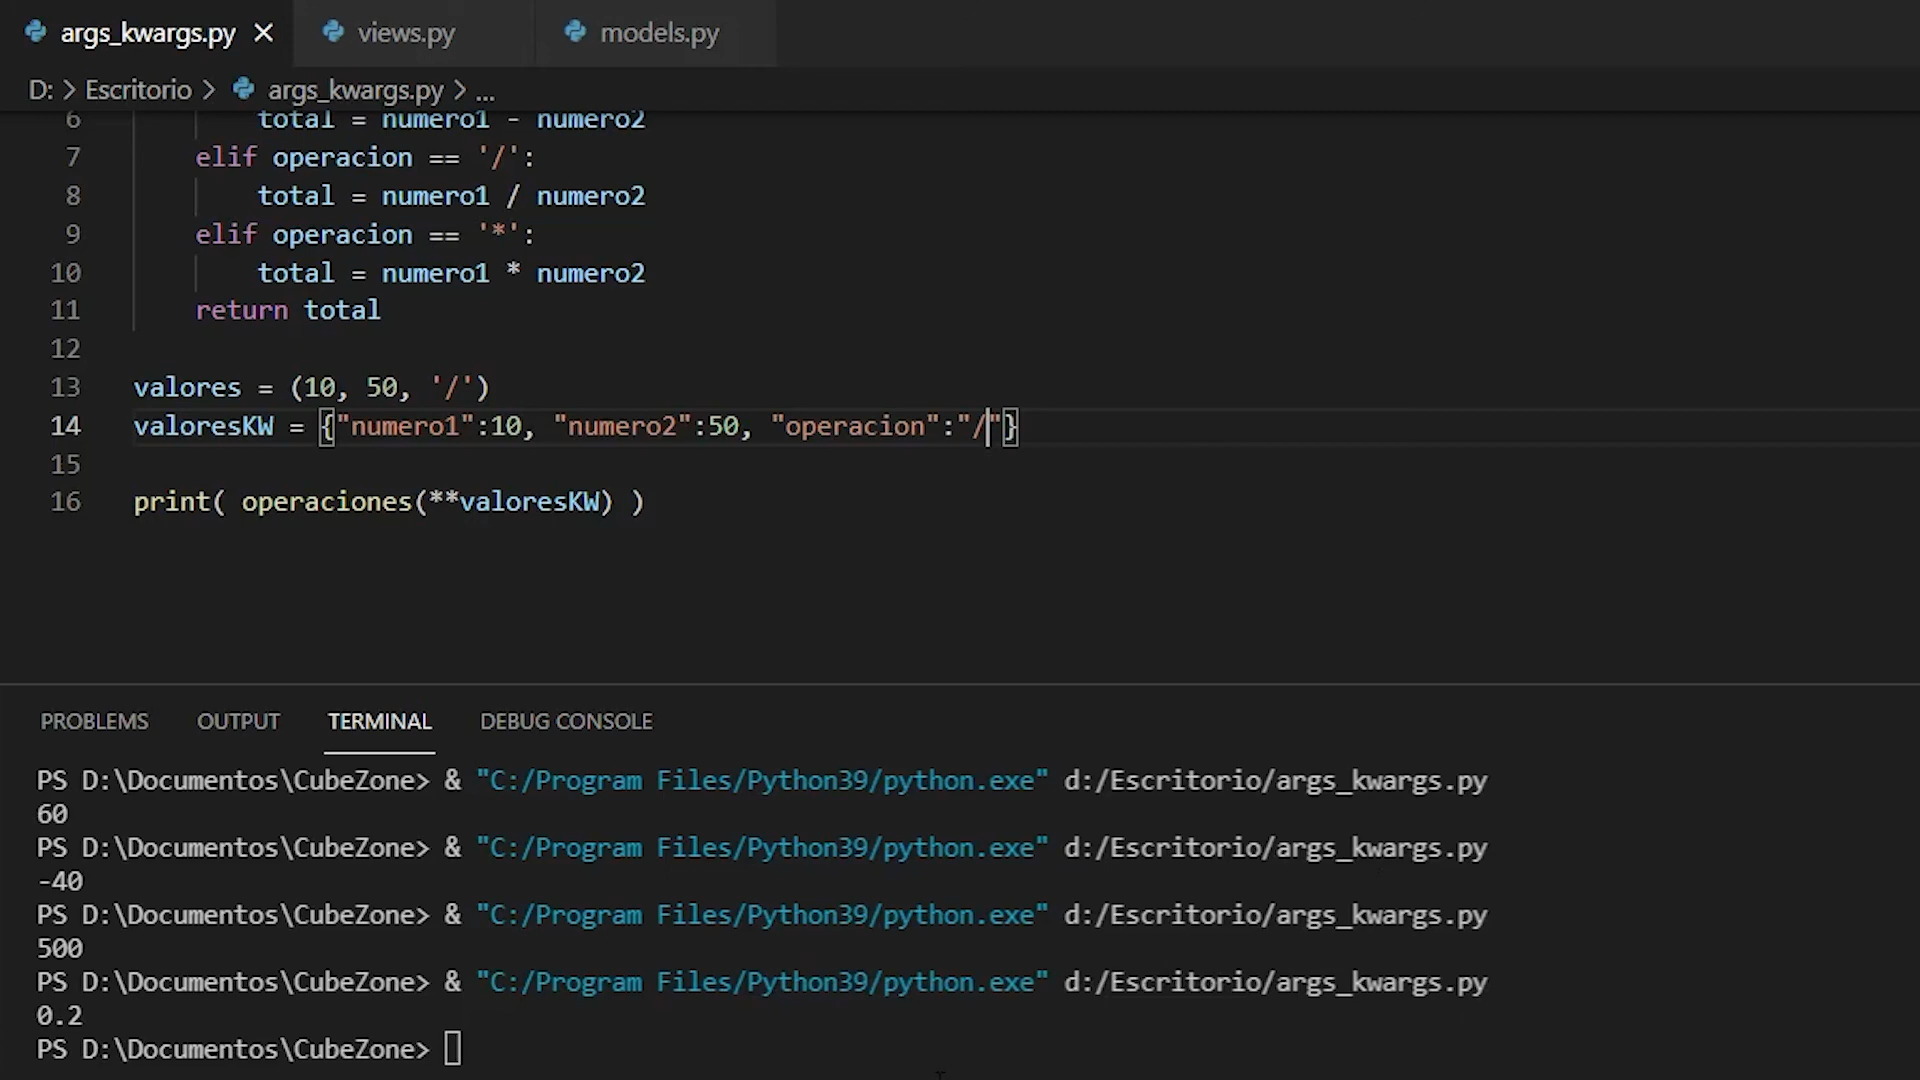 args_kwargs.py × views.py models.py
D: > Escritorio > args_kwargs.py > ...
6 total = numero1 - numero2
7 elif operacion == '/':
8 total = numero1 / numero2
9 elif operacion == '*':
10 total = numero1 * numero2
11 return total
12
13 valores = (10, 50, '/')
14 valoresKW = {"numero1":10, "numero2":50, "operacion":"/"}
15
16 print( operaciones(**valoresKW) )
PROBLEMS OUTPUT TERMINAL DEBUG CONSOLE
PS D:\Documentos\CubeZone> & "C:/Program Files/Python39/python.exe" d:/Escritorio/args_kwargs.py
60
PS D:\Documentos\CubeZone> & "C:/Program Files/Python39/python.exe" d:/Escritorio/args_kwargs.py
-40
PS D:\Documentos\CubeZone> & "C:/Program Files/Python39/python.exe" d:/Escritorio/args_kwargs.py
500
PS D:\Documentos\CubeZone> & "C:/Program Files/Python39/python.exe" d:/Escritorio/args_kwargs.py
0.2
PS D:\Documentos\CubeZone>